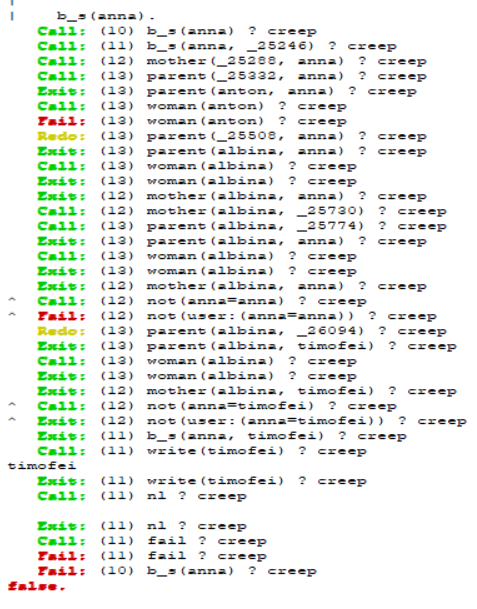 |    b_s(anna).
Call: (10) b_s(anna) ? creep
Call: (11) b_s(anna, _25246) ? creep
Call: (12) mother(_25288, anna) ? creep
Call: (13) parent(_25332, anna) ? creep
Exit: (13) parent(anton, anna) ? creep
Call: (13) woman(anton) ? creep
Fail: (13) woman(anton) ? creep
Redo: (13) parent(_25508, anna) ? creep
Exit: (13) parent(albina, anna) ? creep
Call: (13) woman(albina) ? creep
Exit: (13) woman(albina) ? creep
Exit: (12) mother(albina, anna) ? creep
Call: (12) mother(albina, _25730) ? creep
Call: (13) parent(albina, _25774) ? creep
Exit: (13) parent(albina, anna) ? creep
Call: (13) woman(albina) ? creep
Exit: (13) woman(albina) ? creep
Exit: (12) mother(albina, anna) ? creep
^ Call: (12) not(anna=anna) ? creep
^ Fail: (12) not(user:(anna=anna)) ? creep
Redo: (13) parent(albina, _26094) ? creep
Exit: (13) parent(albina, timofei) ? creep
Call: (13) woman(albina) ? creep
Exit: (13) woman(albina) ? creep
Exit: (12) mother(albina, timofei) ? creep
^ Call: (12) not(anna=timofei) ? creep
^ Exit: (12) not(user:(anna=timofei)) ? creep
Exit: (11) b_s(anna, timofei) ? creep
Call: (11) write(timofei) ? creep
timofei
Exit: (11) write(timofei) ? creep
Call: (11) nl ? creep
Exit: (11) nl ? creep
Call: (11) fail ? creep
Fail: (11) fail ? creep
Fail: (10) b_s(anna) ? creep
false.